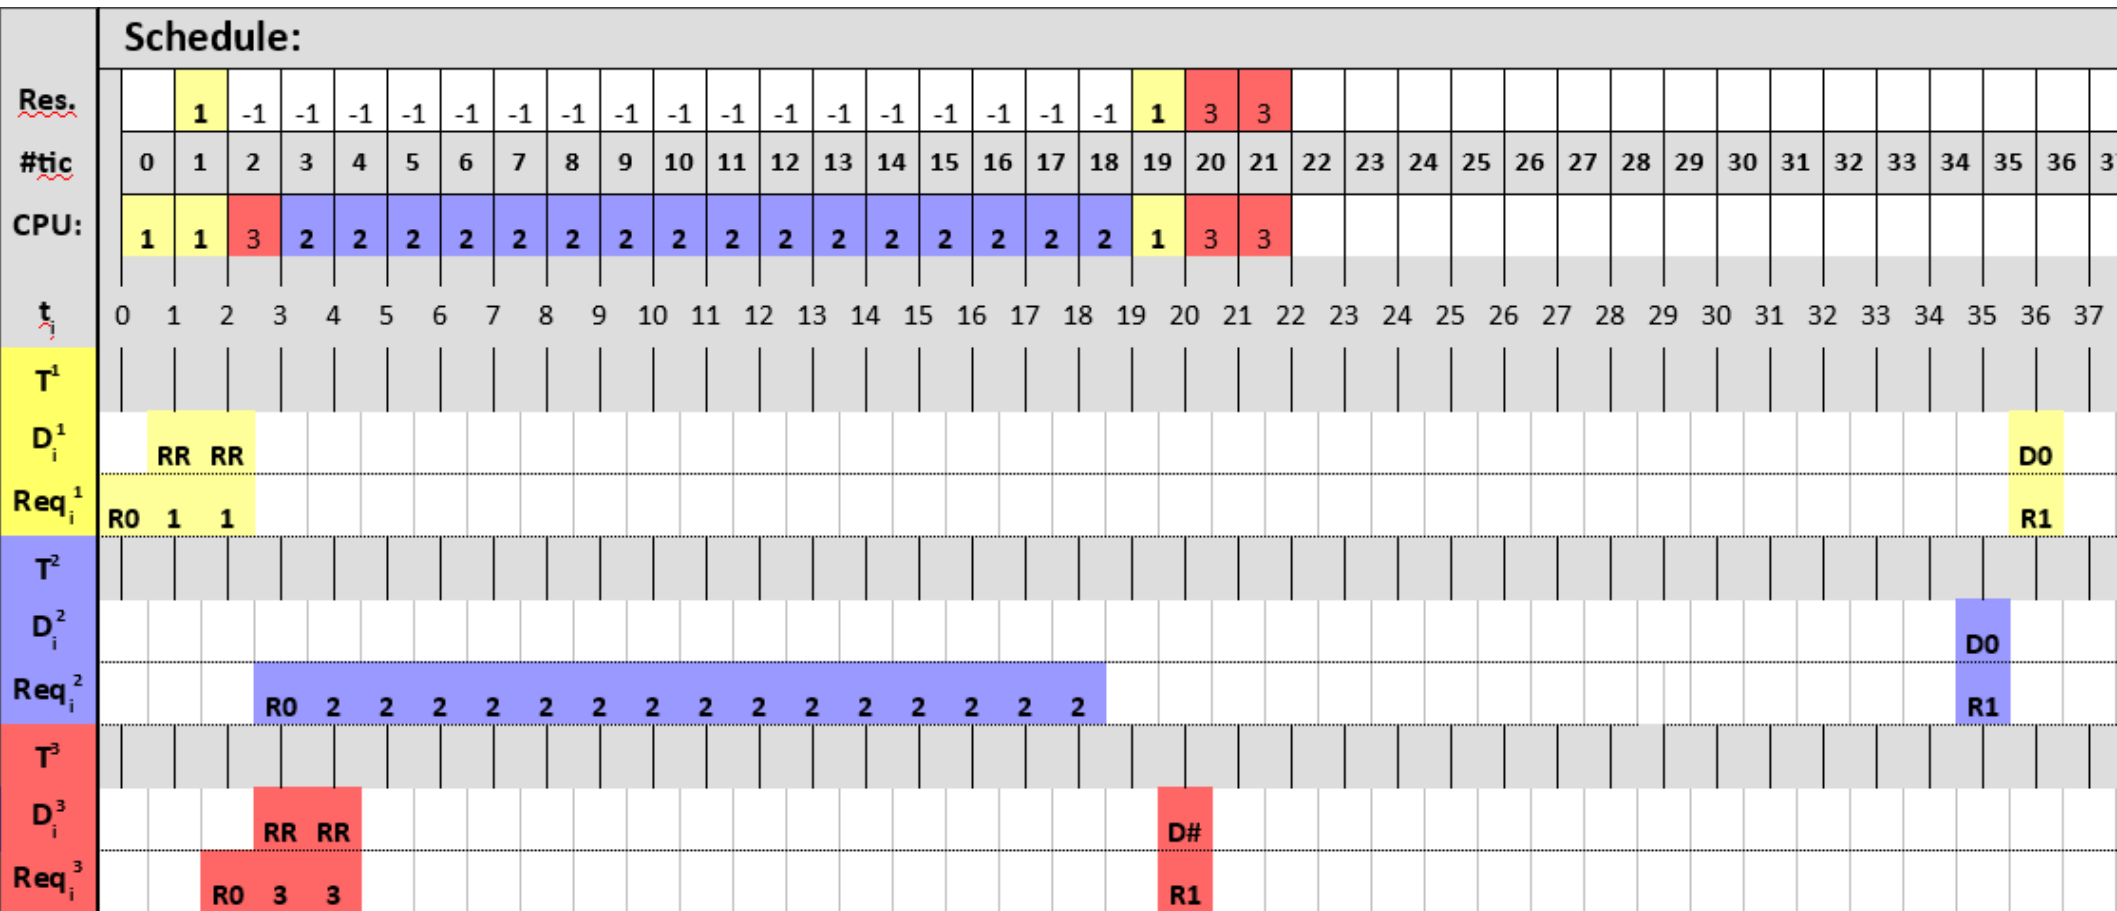 Schedule:
Res. 1 -1 -1 -1 -1 -1 -1 -1 -1 -1 -1 -1 -1 -1 -1 -1 -1 -1 1 3 3
#tic 0 1 2 3 4 5 6 7 8 9 10 11 12 13 14 15 16 17 18 19 20 21 22 23 24 25 26 27 28 29 30 31 32 33 34 35 36
CPU: 1 1 3 2 2 2 2 2 2 2 2 2 2 2 2 2 2 2 2 1 3 3
ti 0 1 2 3 4 5 6 7 8 9 10 11 12 13 14 15 16 17 18 19 20 21 22 23 24 25 26 27 28 29 30 31 32 33 34 35 36 37
T1
Di1 RR RR D0
Reqi1 R0 1 1 R1
T2
Di2 D0
Reqi2 R0 2 2 2 2 2 2 2 2 2 2 2 2 2 2 2 R1
T3
Di3 RR RR D#
Reqi3 R0 3 3 R1